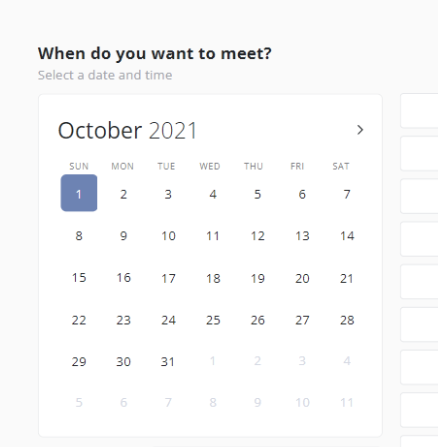 When do you want to meet?
Select a date and time
October 2021 >
SUN MON TUE WED THU FRI SAT
1 2 3 4 5 6 7
8 9 10 11 12 13 14
15 16 17 18 19 20 21
22 23 24 25 26 27 28
29 30 31 1 2 3 4
5 6 7 8 9 10 11